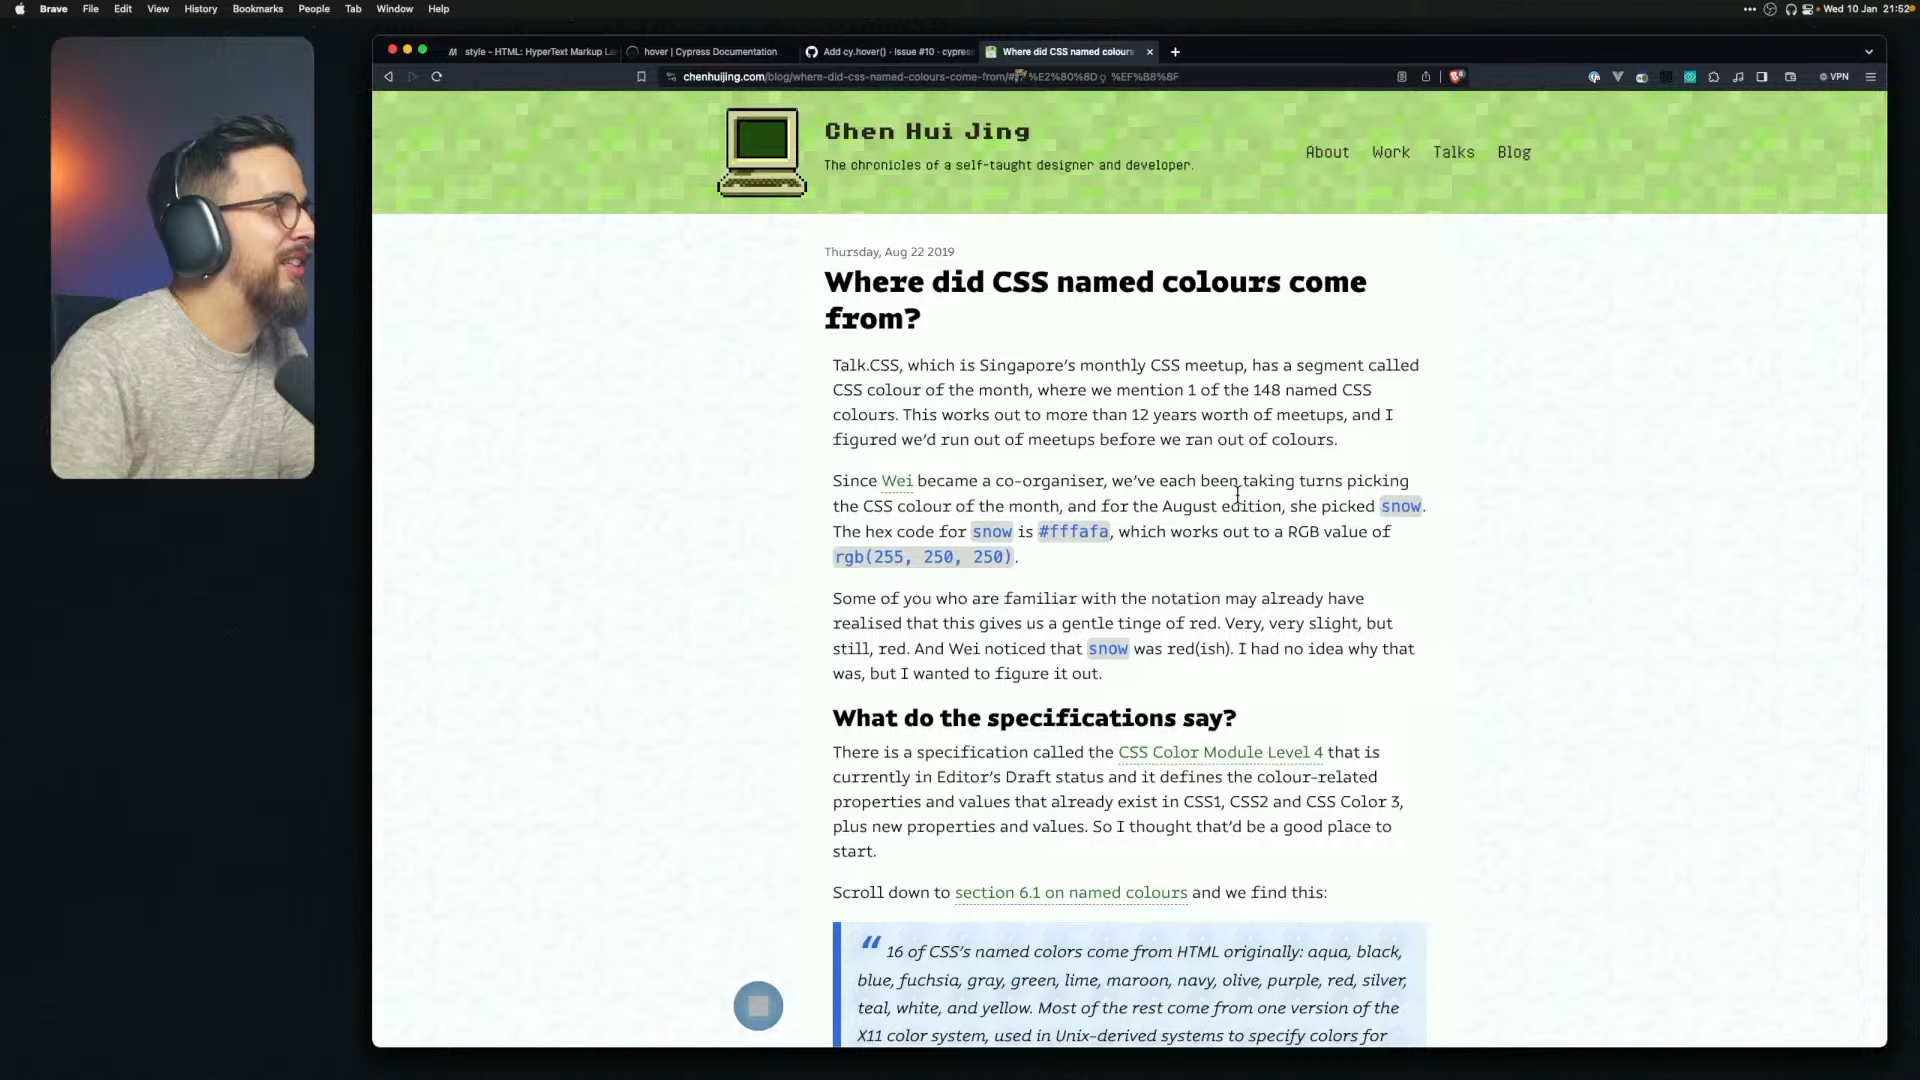 Brave File Edit View History Bookmarks People Tab Window Help
Wed 10 Jan 21:52
style - HTML: HyperText Markup La
hover | Cypress Documentation
Add cy.hover() · Issue #10 · cypres
Where did CSS named colours
chenhuijing.com/blog/where-did-css-named-colours-come-from/#
%E2%80%8D♀%EF%B8%8F
VPN
Chen Hui Jing
The chronicles of a self-taught designer and developer.
About Work Talks Blog
Thursday, Aug 22 2019
Where did CSS named colours come
from?
Talk.CSS, which is Singapore’s monthly CSS meetup, has a segment called
CSS colour of the month, where we mention 1 of the 148 named CSS
colours. This works out to more than 12 years worth of meetups, and I
figured we’d run out of meetups before we ran out of colours.
Since Wei became a co-organiser, we’ve each been taking turns picking
the CSS colour of the month, and for the August edition, she picked snow.
The hex code for snow is #fffafa, which works out to a RGB value of
rgb(255, 250, 250).
Some of you who are familiar with the notation may already have
realised that this gives us a gentle tinge of red. Very, very slight, but
still, red. And Wei noticed that snow was red(ish). I had no idea why that
was, but I wanted to figure it out.
What do the specifications say?
There is a specification called the CSS Color Module Level 4 that is
currently in Editor’s Draft status and it defines the colour-related
properties and values that already exist in CSS1, CSS2 and CSS Color 3,
plus new properties and values. So I thought that’d be a good place to
start.
Scroll down to section 6.1 on named colours and we find this:
“ 16 of CSS’s named colors come from HTML originally: aqua, black,
blue, fuchsia, gray, green, lime, maroon, navy, olive, purple, red, silver,
teal, white, and yellow. Most of the rest come from one version of the
X11 color system, used in Unix-derived systems to specify colors for